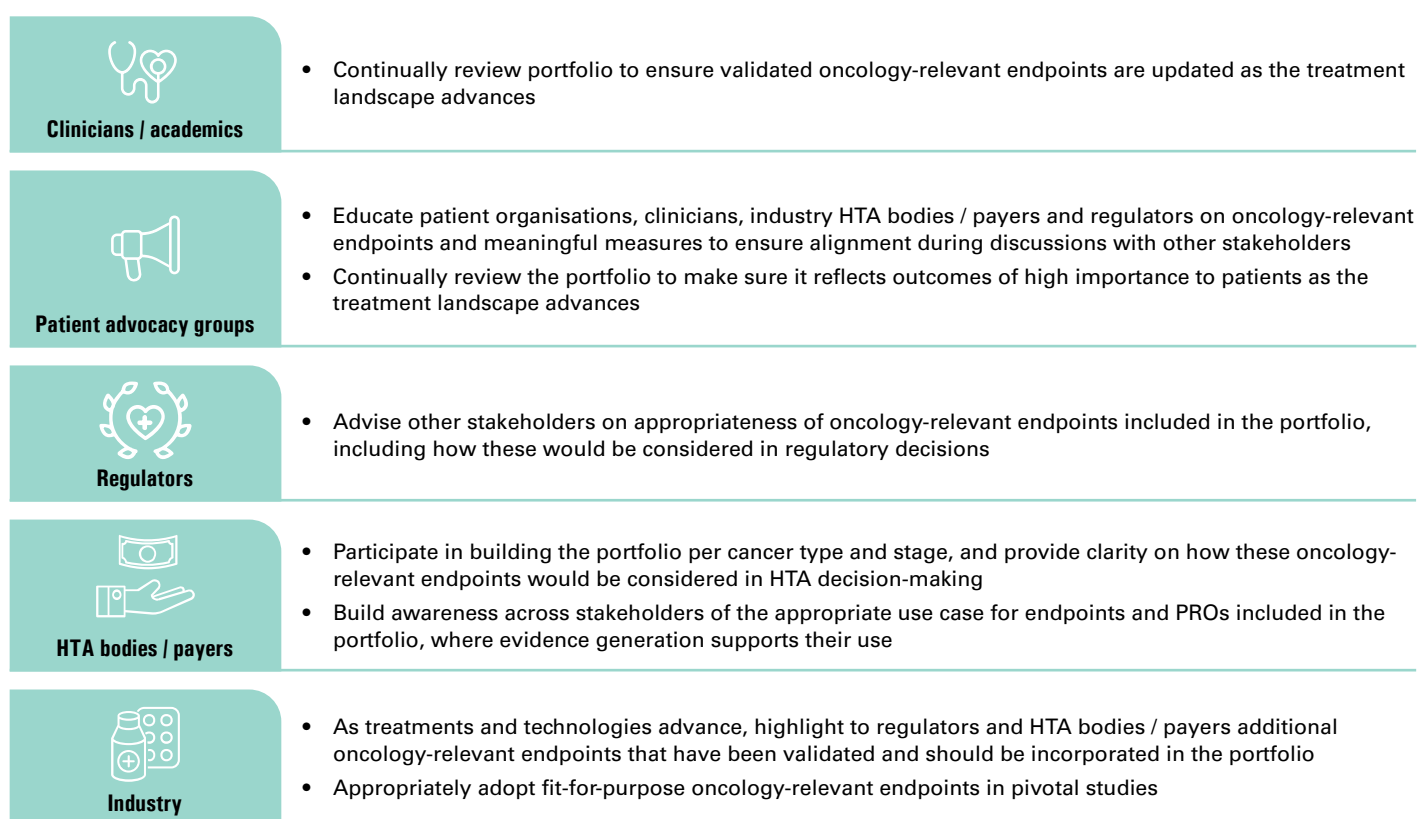 Clinicians / academics
• Continually review portfolio to ensure validated oncology-relevant endpoints are updated as the treatment
landscape advances
Patient advocacy groups
• Educate patient organisations, clinicians, industry HTA bodies / payers and regulators on oncology-relevant
endpoints and meaningful measures to ensure alignment during discussions with other stakeholders
• Continually review the portfolio to make sure it reflects outcomes of high importance to patients as the
treatment landscape advances
Regulators
• Advise other stakeholders on appropriateness of oncology-relevant endpoints included in the portfolio,
including how these would be considered in regulatory decisions
HTA bodies / payers
• Participate in building the portfolio per cancer type and stage, and provide clarity on how these oncology-
relevant endpoints would be considered in HTA decision-making
• Build awareness across stakeholders of the appropriate use case for endpoints and PROs included in the
portfolio, where evidence generation supports their use
Industry
• As treatments and technologies advance, highlight to regulators and HTA bodies / payers additional
oncology-relevant endpoints that have been validated and should be incorporated in the portfolio
• Appropriately adopt fit-for-purpose oncology-relevant endpoints in pivotal studies